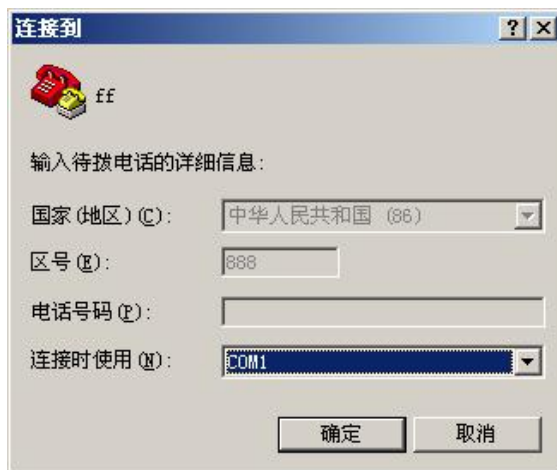 连接到
ff
输入待拨电话的详细信息:
国家(地区)(C): 中华人民共和国 (86)
区号(E): 888
电话号码(P):
连接时使用(N): COM1
确定 取消